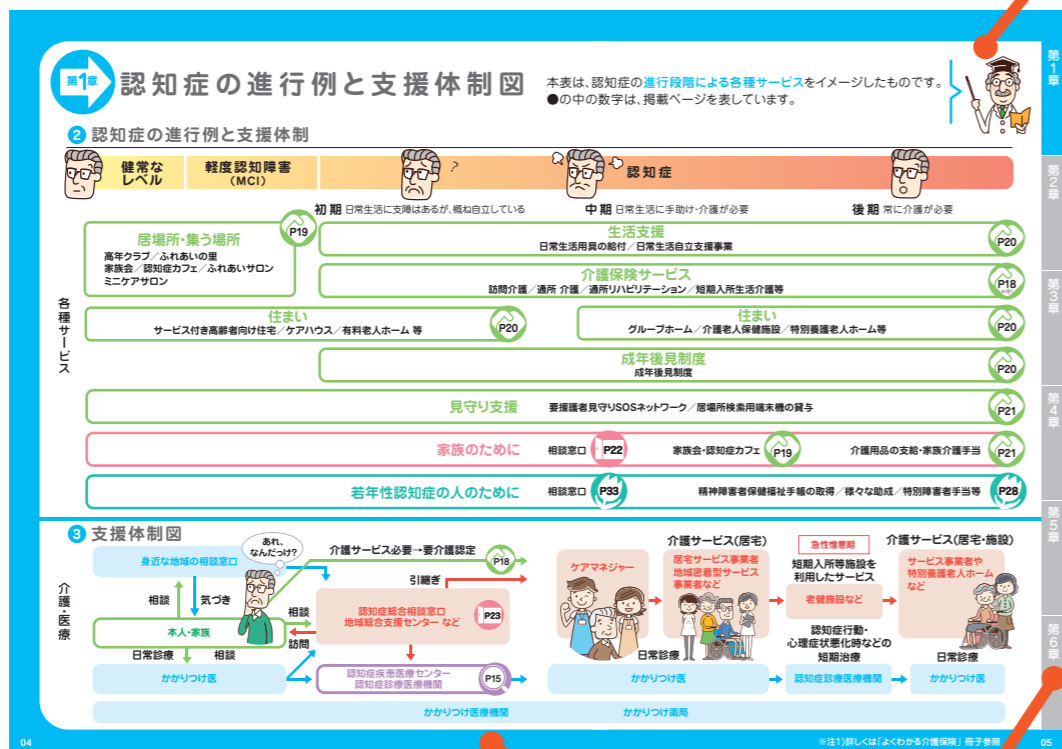 第1章
認知症の進行例と支援体制図
本表は、認知症の進行段階による各種サービスをイメージしたものです。
●の中の数字は、掲載ページを表しています。
第1章
第2章
第3章
第4章
第5章
第6章
2 認知症の進行例と支援体制
健常な
レベル
軽度認知障害
(MCI)
?
認知症
初期 日常生活に支障はあるが、概ね自立している
中期 日常生活に手助け・介護が必要
後期 常に介護が必要
各種サービス
居場所・集う場所
P19
高年クラブ/ふれあいの里
家族会/認知症カフェ/ふれあいサロン
ミニケアサロン
生活支援
日常生活用具の給付/日常生活自立支援事業
P20
介護保険サービス
訪問介護/通所 介護/通所リハビリテーション/短期入所生活介護等
P18
住まい
サービス付き高齢者向け住宅/ケアハウス/有料老人ホーム 等
P20
住まい
グループホーム/介護老人保健施設/特別養護老人ホーム等
P20
成年後見制度
成年後見制度
P20
見守り支援
要援護者見守りSOSネットワーク/居場所検索用端末機の貸与
P21
家族のために
相談窓口 P22
家族会・認知症カフェ P19
介護用品の支給・家族介護手当 P21
若年性認知症の人のために
相談窓口 P33
精神障害者保健福祉手帳の取得/様々な助成/特別障害者手当等 P28
3 支援体制図
介護・医療
身近な地域の相談窓口
あれ、
なんだっけ?
介護サービス必要→要介護認定
P18
引継ぎ
相談
気づき
本人・家族
相談
訪問
認知症総合相談窓口
地域総合支援センター など
P23
日常診療
相談
かかりつけ医
認知症疾患医療センター
認知症診療医療機関
P15
ケアマネジャー
介護サービス(居宅)
居宅サービス事業者
地域密着型サービス
事業者など
日常診療
かかりつけ医
急性憎悪期
短期入所等施設を
利用したサービス
老健施設など
認知症行動・
心理症状悪化時などの
短期治療
認知症診療医療機関
介護サービス(居宅・施設)
サービス事業者や
特別養護老人ホーム
など
日常診療
かかりつけ医
かかりつけ医療機関
かかりつけ薬局
04
※注1)詳しくは「よくわかる介護保険」冊子参照
05